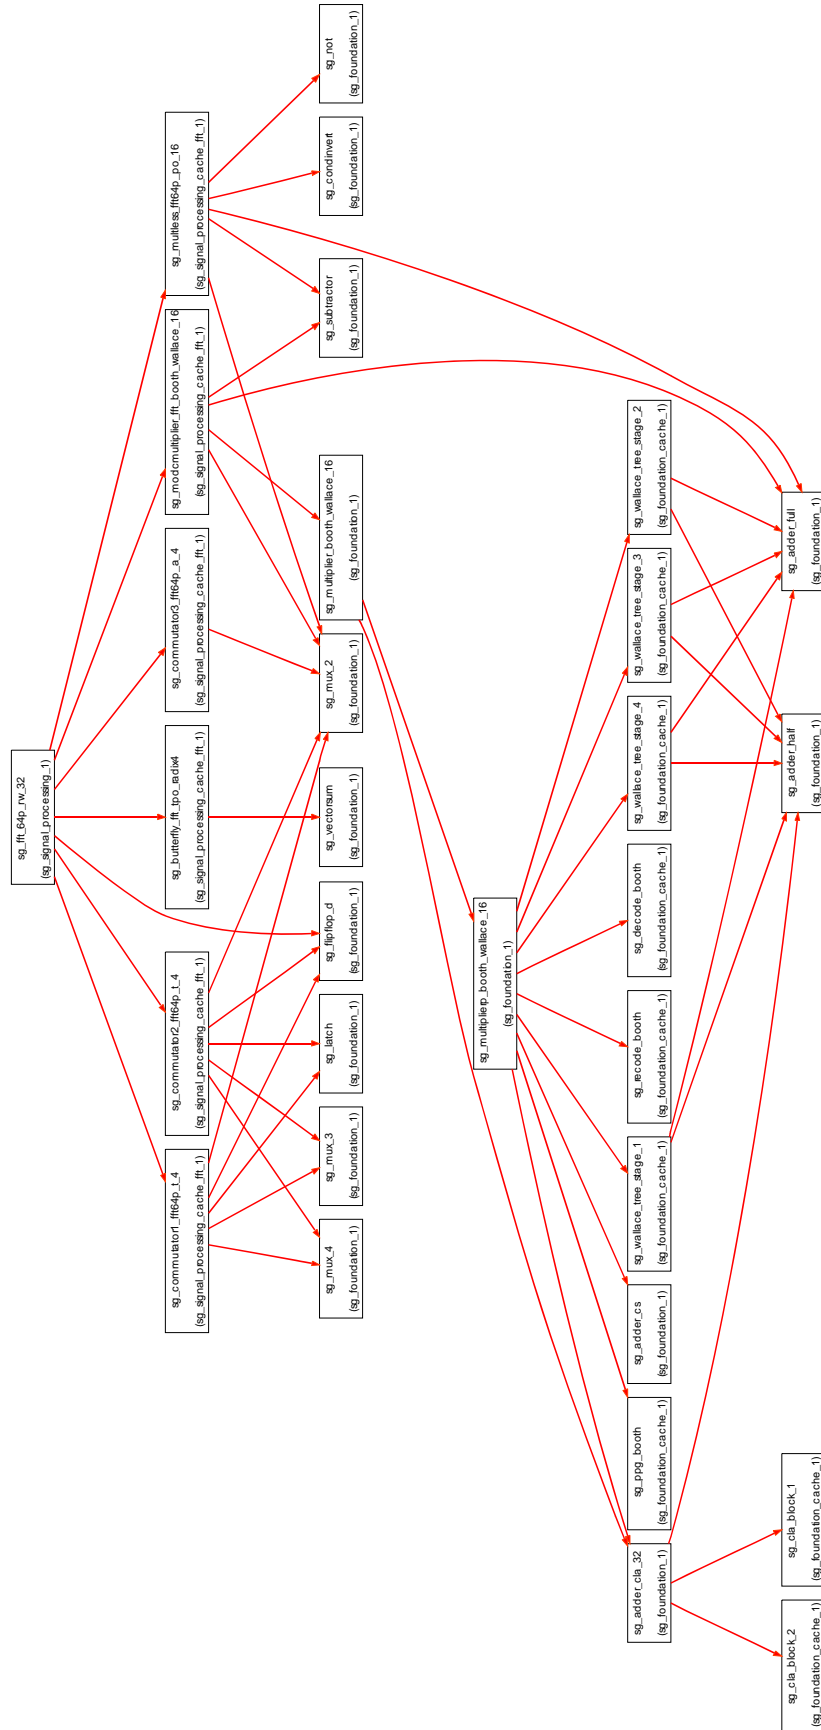 sg_fft_64p_rw_32
(sg_signal_processing_1)
sg_multless_fft64p_po_16
(sg_signal_processing_cache_fft_1)
sg_modcmultiplier_fft_booth_wallace_16
(sg_signal_processing_cache_fft_1)
sg_commutator3_fft64p_a_4
(sg_signal_processing_cache_fft_1)
sg_butterfly_fft_tpo_radix4
(sg_signal_processing_cache_fft_1)
sg_commutator2_fft64p_t_4
(sg_signal_processing_cache_fft_1)
sg_commutator1_fft64p_t_4
(sg_signal_processing_cache_fft_1)
sg_not
(sg_foundation_1)
sg_condinvert
(sg_foundation_1)
sg_subtractor
(sg_foundation_1)
sg_multiplier_booth_wallace_16
(sg_foundation_1)
sg_mux_2
(sg_foundation_1)
sg_vectorsum
(sg_foundation_1)
sg_flipflop_d
(sg_foundation_1)
sg_latch
(sg_foundation_1)
sg_mux_3
(sg_foundation_1)
sg_mux_4
(sg_foundation_1)
sg_multiplierp_booth_wallace_16
(sg_foundation_1)
sg_wallace_tree_stage_2
(sg_foundation_cache_1)
sg_wallace_tree_stage_3
(sg_foundation_cache_1)
sg_wallace_tree_stage_4
(sg_foundation_cache_1)
sg_decode_booth
(sg_foundation_cache_1)
sg_recode_booth
(sg_foundation_cache_1)
sg_wallace_tree_stage_1
(sg_foundation_cache_1)
sg_adder_cs
(sg_foundation_1)
sg_ppg_booth
(sg_foundation_cache_1)
sg_adder_cla_32
(sg_foundation_1)
sg_adder_full
(sg_foundation_1)
sg_adder_half
(sg_foundation_1)
sg_cla_block_1
(sg_foundation_cache_1)
sg_cla_block_2
(sg_foundation_cache_1)